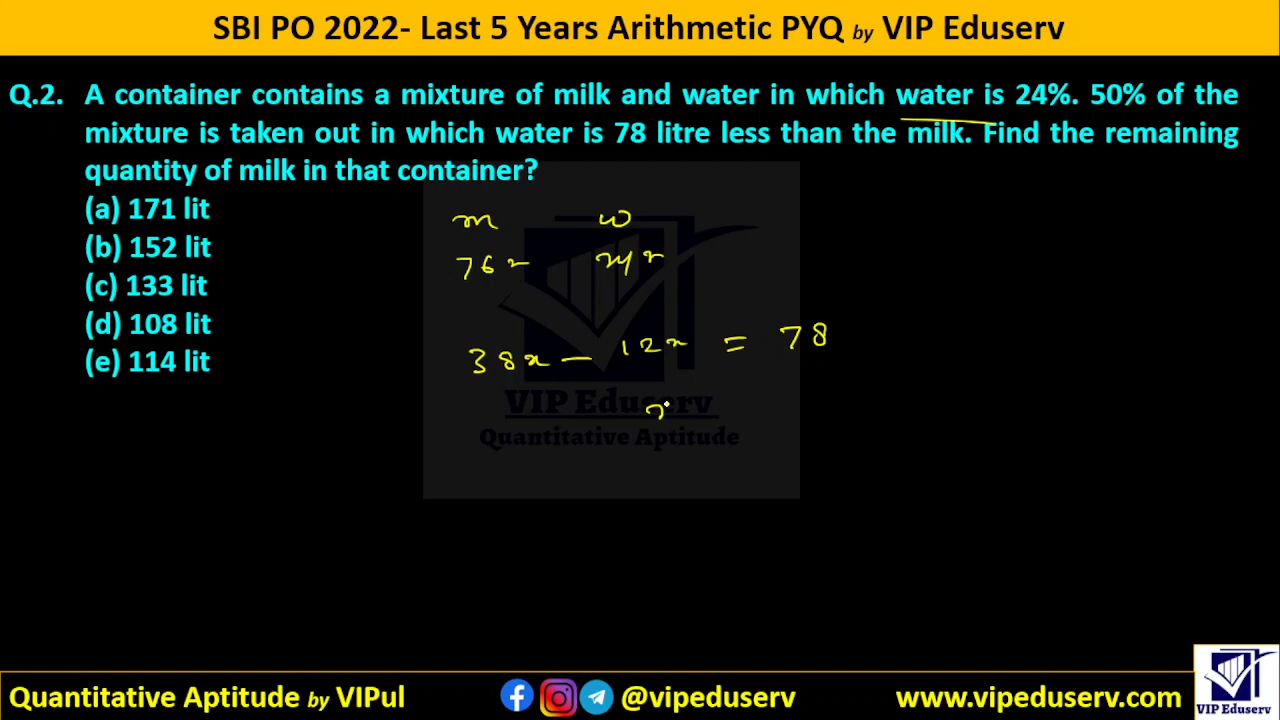 SBI PO 2022- Last 5 Years Arithmetic PYQ by VIP Eduserv
Q.2. A container contains a mixture of milk and water in which water is 24%. 50% of the
mixture is taken out in which water is 78 litre less than the milk. Find the remaining
quantity of milk in that container?
(a) 171 lit
(b) 152 lit
(c) 133 lit
(d) 108 lit
(e) 114 lit
m w
76x 24x
38x - 12x = 78
VIP Eduserv
Quantitative Aptitude
Quantitative Aptitude by VIPul @vipeduserv www.vipeduserv.com
VIP Eduserv